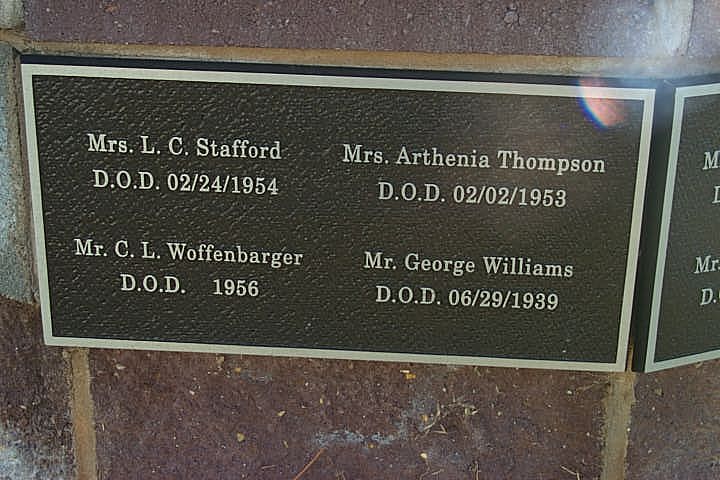 Mrs. L. C. Stafford
D.O.D. 02/24/1954
Mrs. Arthenia Thompson
D.O.D. 02/02/1953
Mr. C. L. Woffenbarger
D.O.D. 1956
Mr. George Williams
D.O.D. 06/29/1939